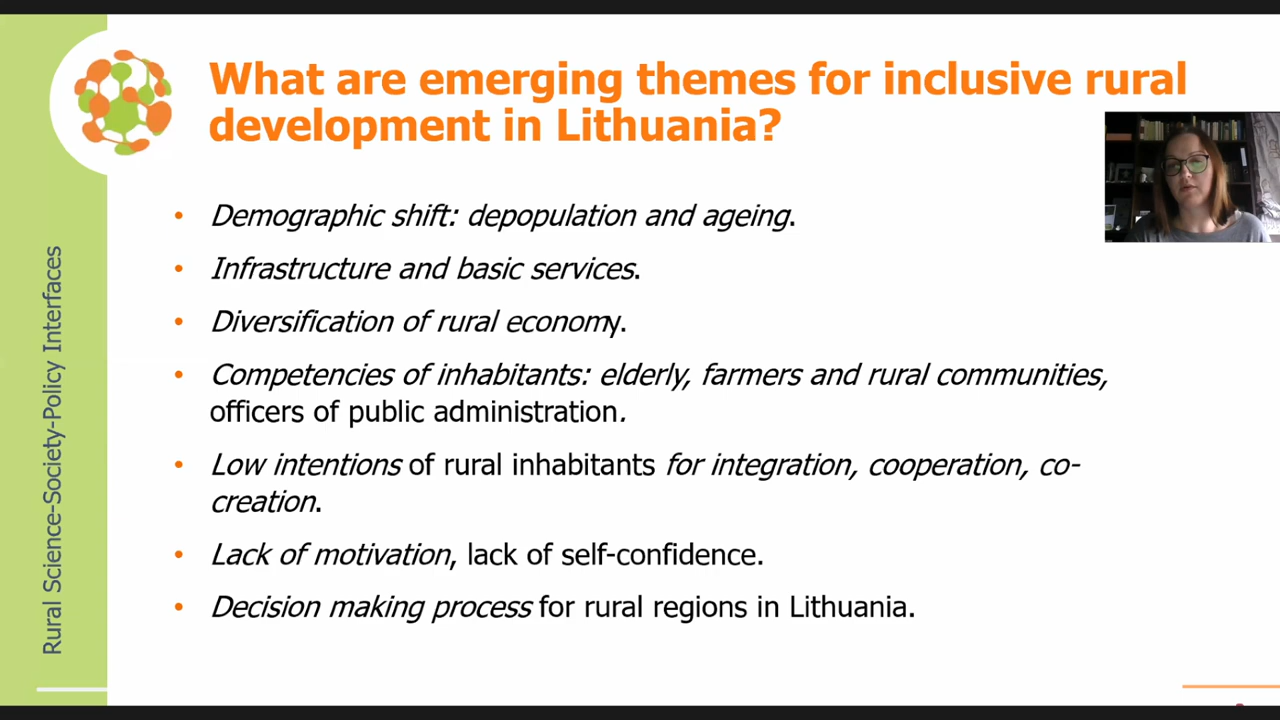 What are emerging themes for inclusive rural
development in Lithuania?
• Demographic shift: depopulation and ageing.
• Infrastructure and basic services.
• Diversification of rural economy.
• Competencies of inhabitants: elderly, farmers and rural communities,
officers of public administration.
• Low intentions of rural inhabitants for integration, cooperation, co-
creation.
• Lack of motivation, lack of self-confidence.
• Decision making process for rural regions in Lithuania.
Rural Science-Society-Policy Interfaces